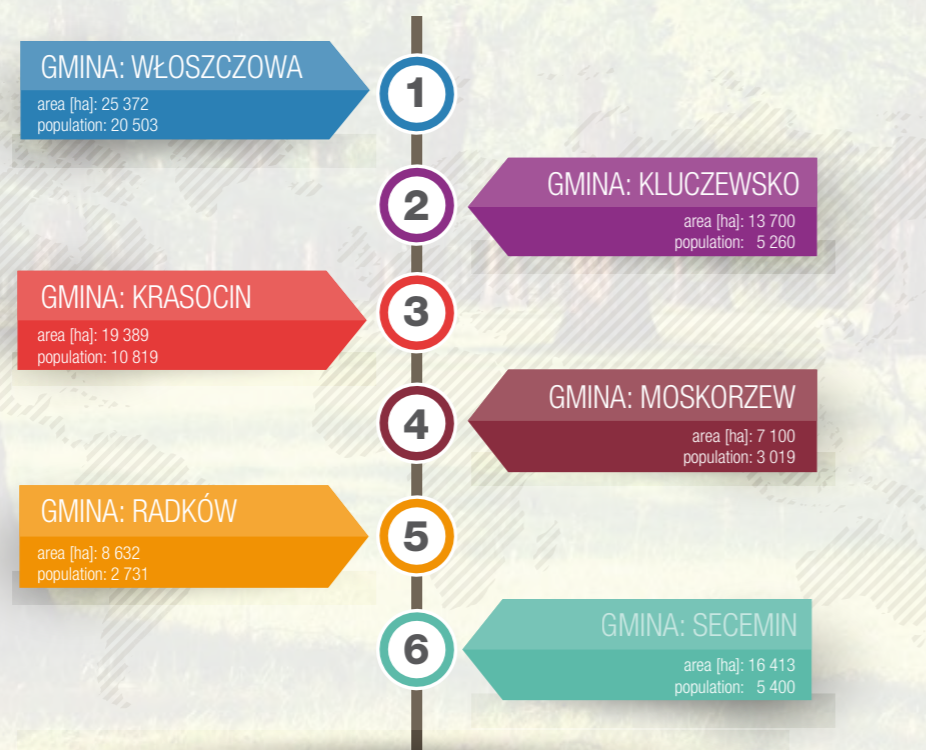 GMINA: WŁOSZCZOWA
area [ha]: 25 372
population: 20 503
1
2
GMINA: KLUCZEWSKO
area [ha]: 13 700
population: 5 260
GMINA: KRASOCIN
area [ha]: 19 389
population: 10 819
3
4
GMINA: MOSKORZEW
area [ha]: 7 100
population: 3 019
GMINA: RADKÓW
area [ha]: 8 632
population: 2 731
5
6
GMINA: SECEMIN
area [ha]: 16 413
population: 5 400